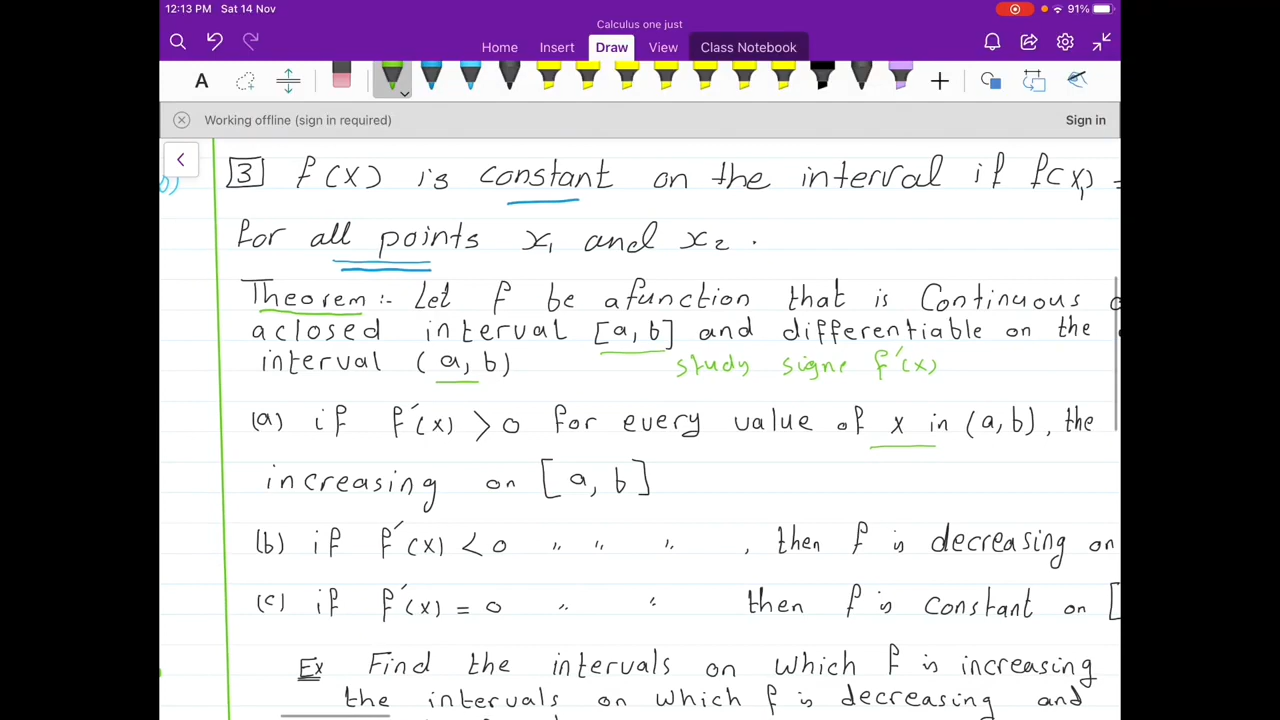 12:13 PM Sat 14 Nov
91%
Calculus one just
Home Insert Draw View Class Notebook
A
Working offline (sign in required)
Sign in
3 f(x) is constant on the interval if f(x₁) =
for all points x₁ and x₂ .
Theorem :- Let f be a function that is Continuous
a closed interval [a, b] and differentiable on the
interval (a, b) study signe f′(x)
(a) if f′(x) > 0 for every value of x in (a, b), the
increasing on [a, b]
(b) if f′(x) < 0 〃 〃 〃 , then f is decreasing on
(c) if f′(x) = 0 〃 〃 then f is constant on [
Ex Find the intervals on which f is increasing
the intervals on which f is decreasing and